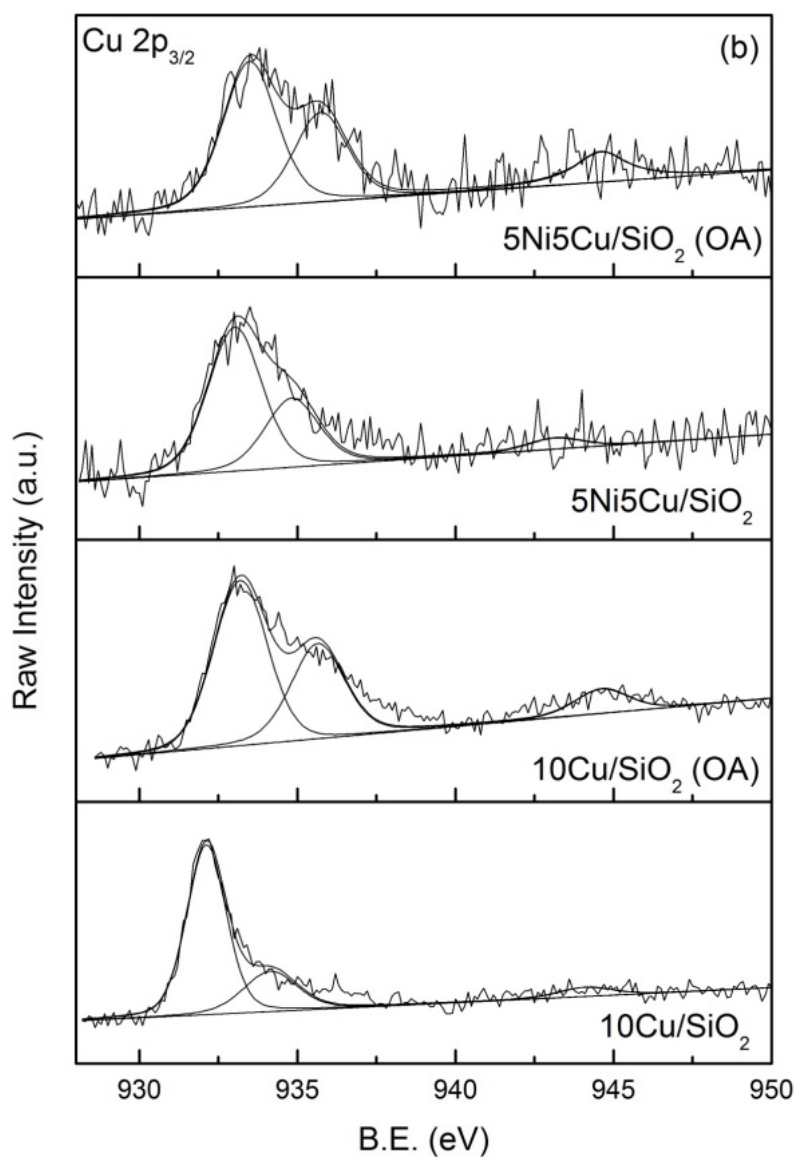 Cu 2p3/2
(b)
5Ni5Cu/SiO2 (OA)
5Ni5Cu/SiO2
10Cu/SiO2 (OA)
10Cu/SiO2
Raw Intensity (a.u.)
930 935 940 945 950
B.E. (eV)